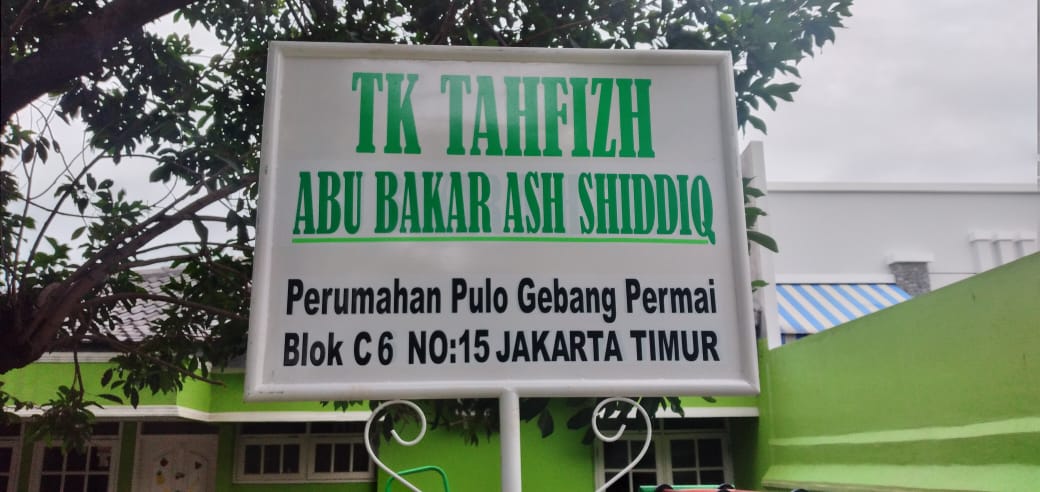 TK TAHFIZH
ABU BAKAR ASH SHIDDIQ
Perumahan Pulo Gebang Permai
Blok C 6 NO:15 JAKARTA TIMUR